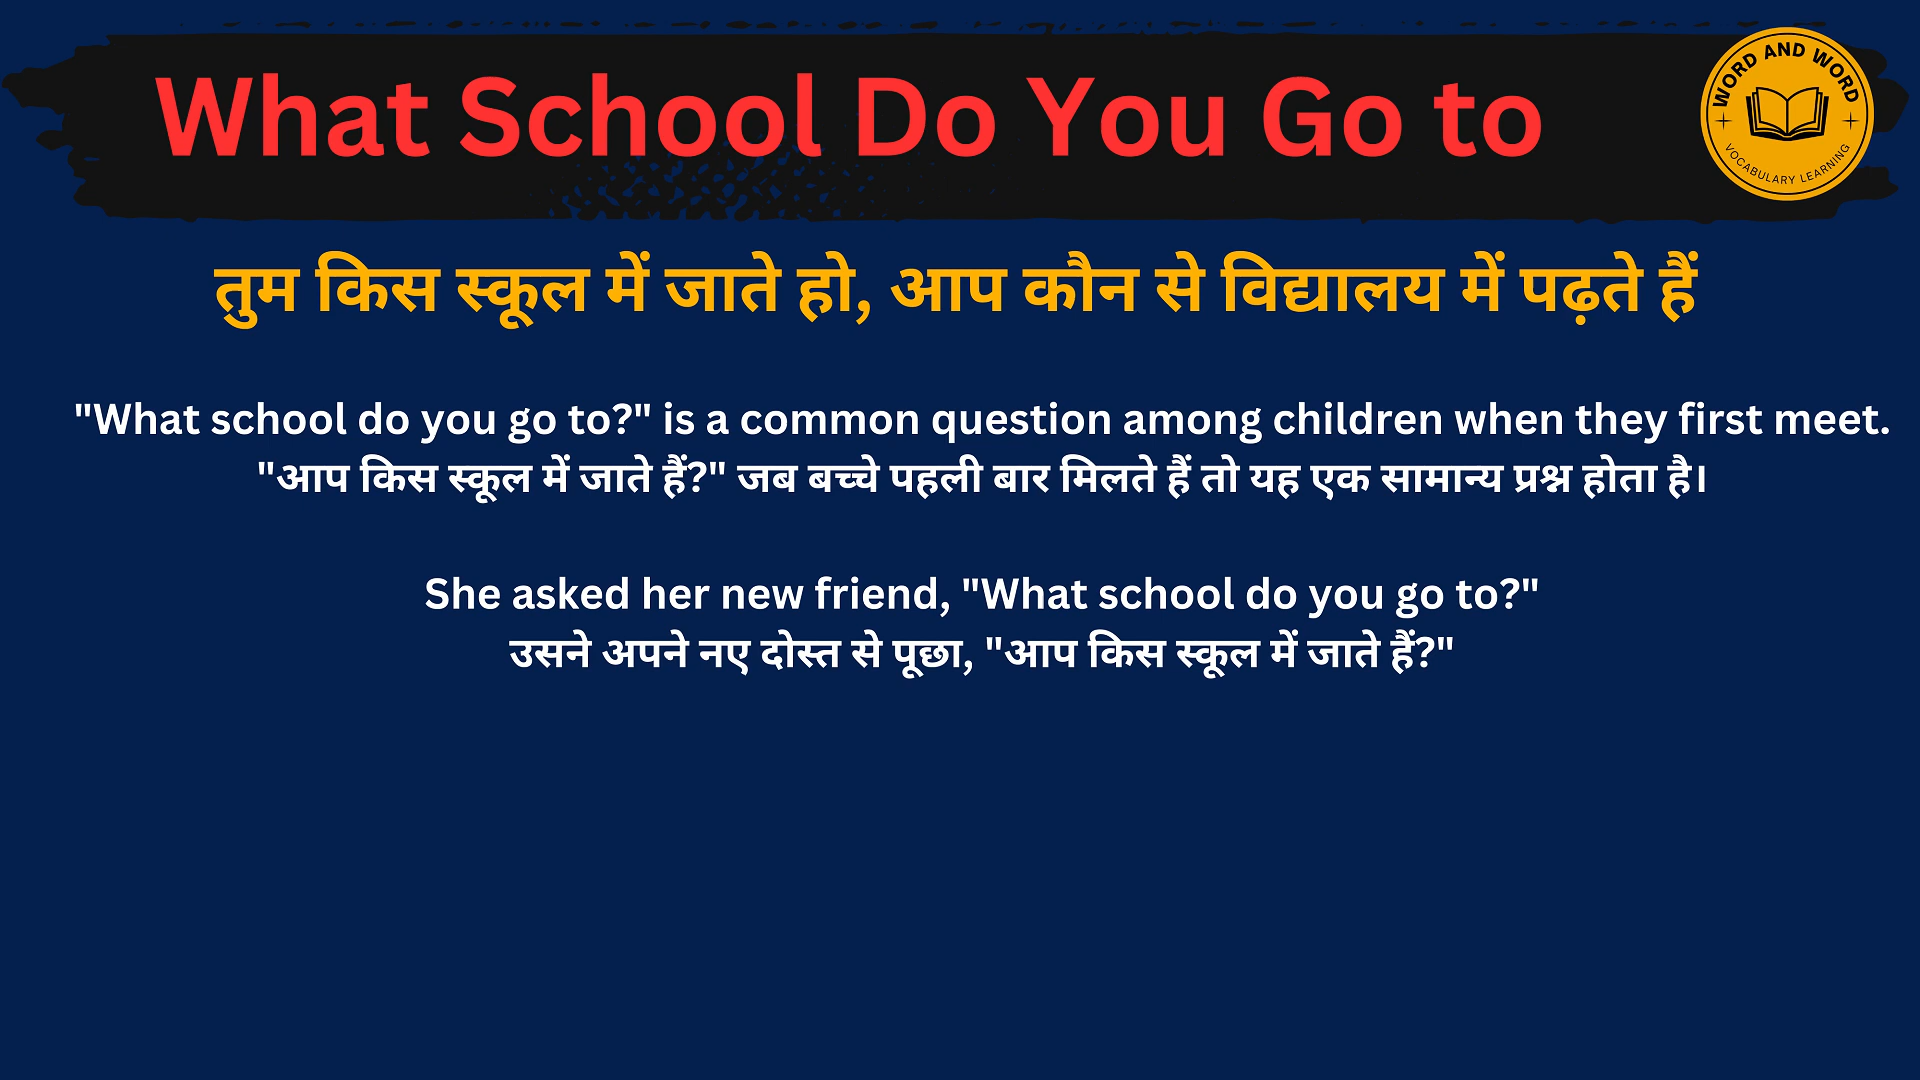 What School Do You Go to
WORD AND WORD
VOCABULARY LEARNING
तुम किस स्कूल में जाते हो, आप कौन से विद्यालय में पढ़ते हैं
"What school do you go to?" is a common question among children when they first meet.
"आप किस स्कूल में जाते हैं?" जब बच्चे पहली बार मिलते हैं तो यह एक सामान्य प्रश्न होता है।
She asked her new friend, "What school do you go to?"
उसने अपने नए दोस्त से पूछा, "आप किस स्कूल में जाते हैं?"